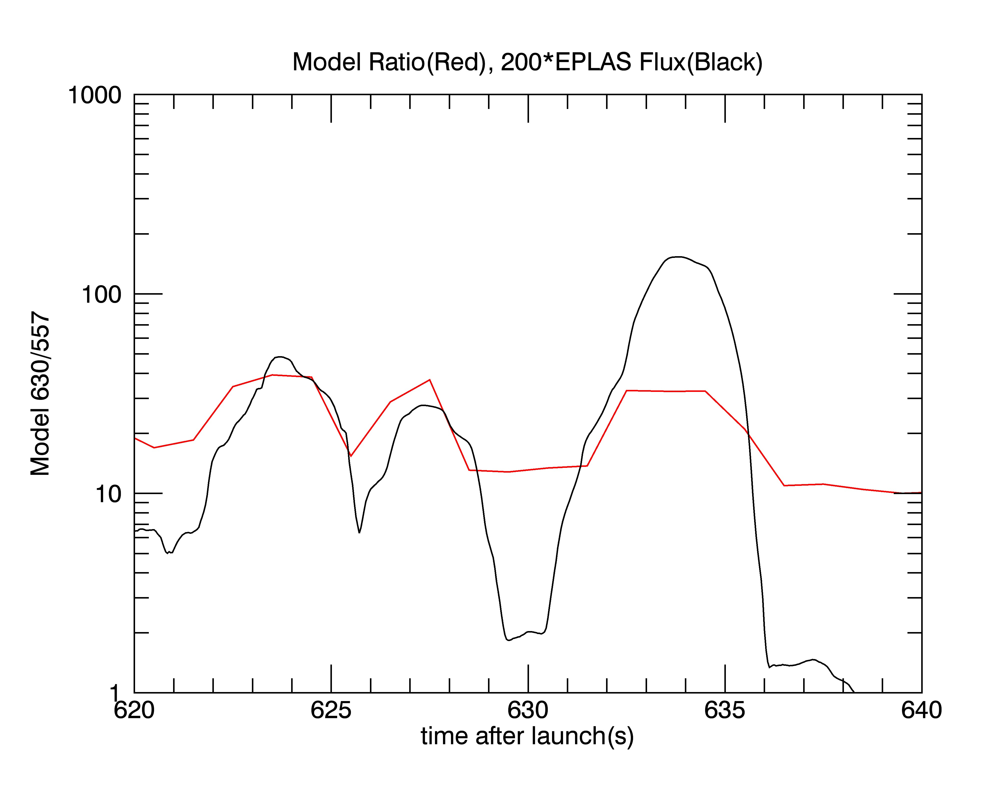 Model Ratio(Red), 200*EPLAS Flux(Black)
1000
100
10
1
Model 630/557
620 625 630 635 640
time after launch(s)